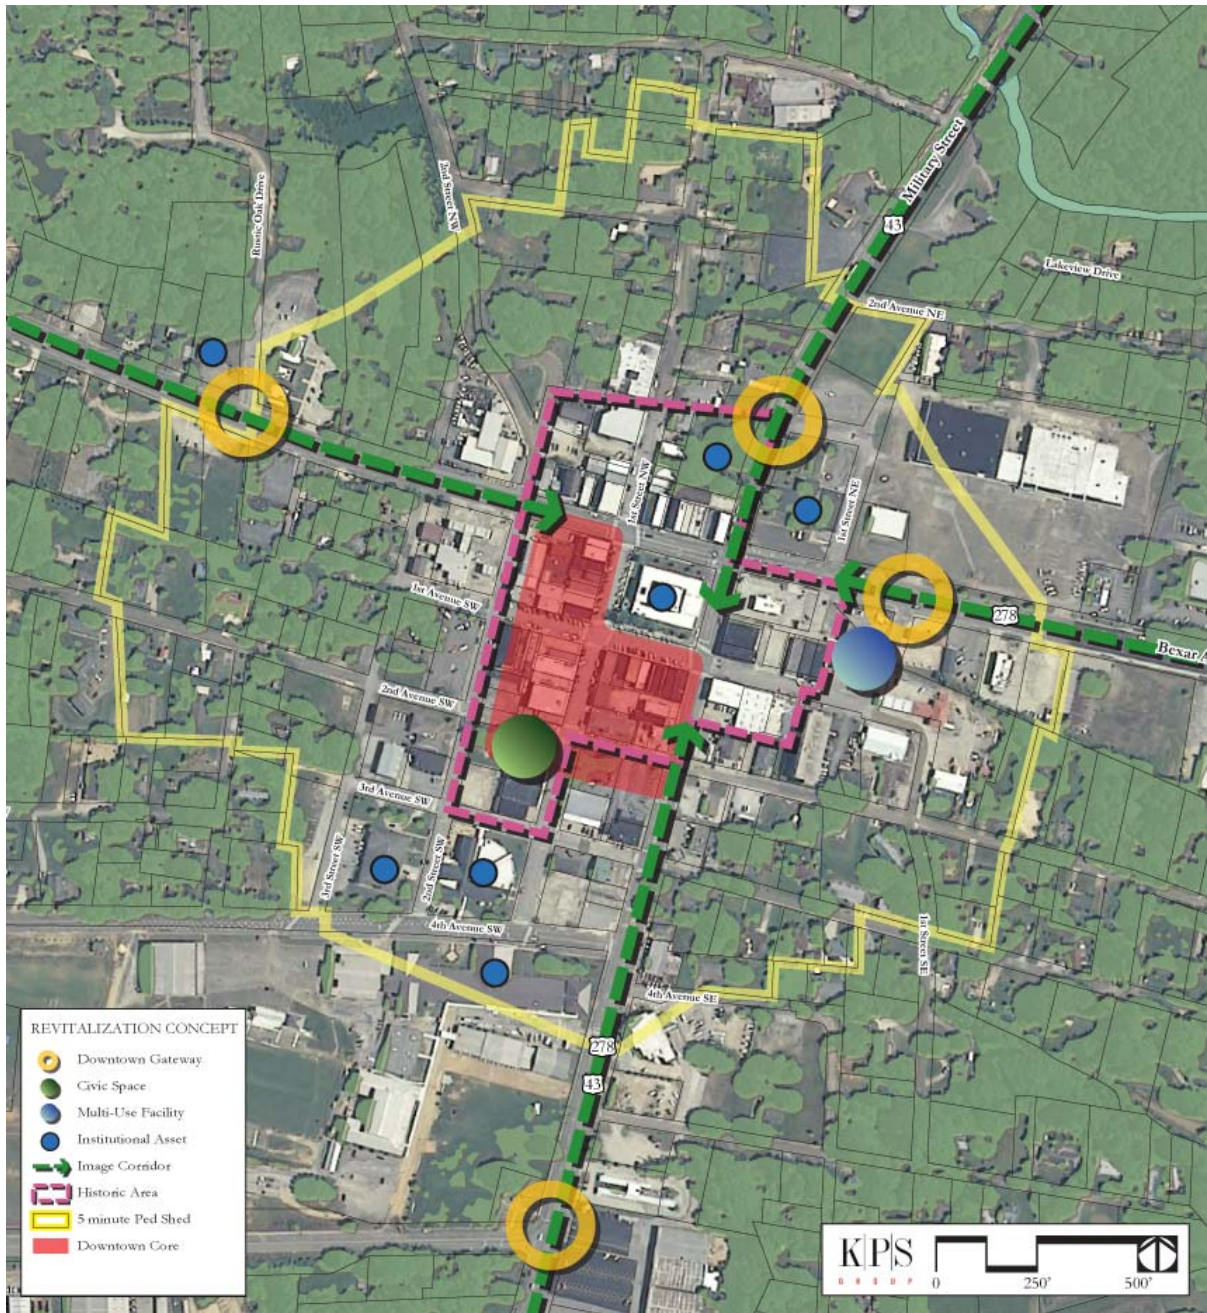 Military Street
43
2nd Street NW
Rustic Oak Drive
Lakeview Drive
2nd Avenue NE
1st Street NW
1st Street NE
1st Avenue SW
278
Bexar A
2nd Avenue SW
3rd Avenue SW
3rd Street SW
2nd Street SW
4th Avenue SW
1st Street SE
4th Avenue SE
278
43
REVITALIZATION CONCEPT
Downtown Gateway
Civic Space
Multi-Use Facility
Institutional Asset
Image Corridor
Historic Area
5 minute Ped Shed
Downtown Core
K|P|S
GROUP
0 250' 500'